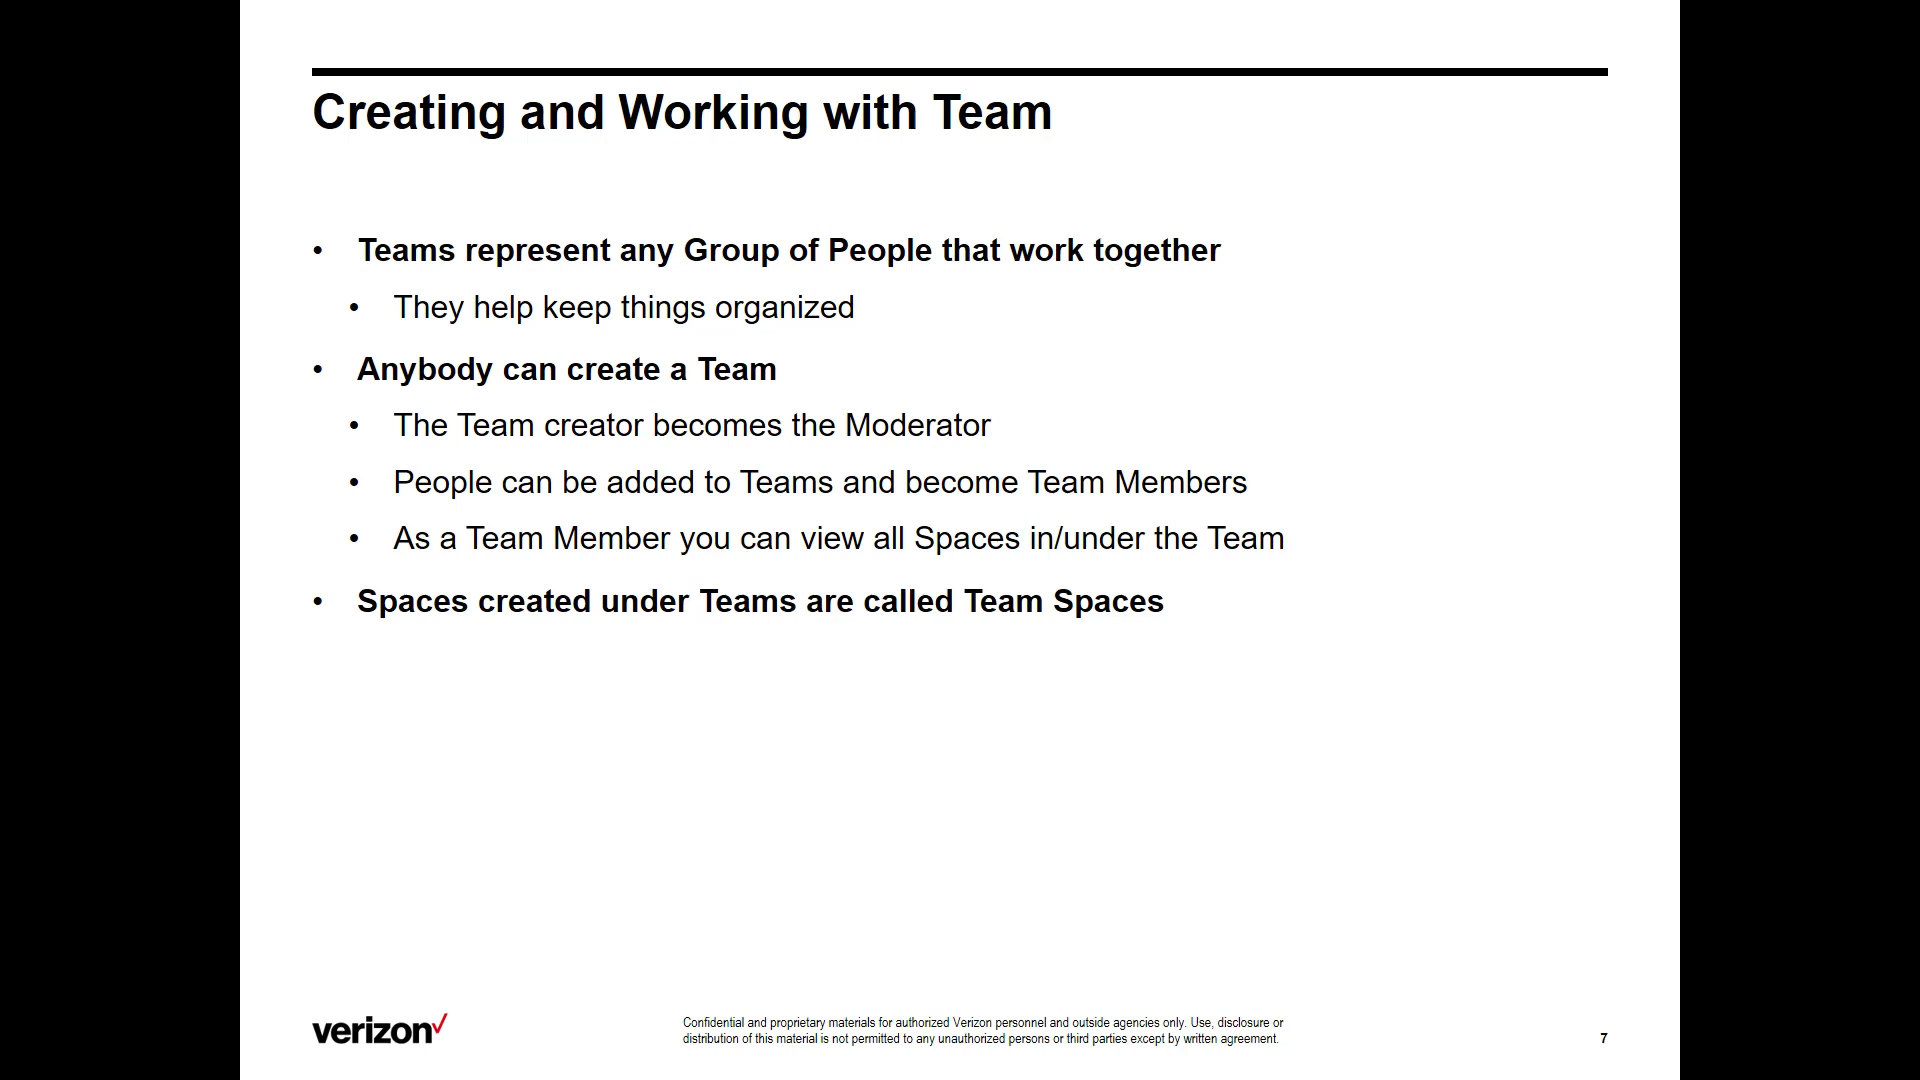 Creating and Working with Team
• Teams represent any Group of People that work together
• They help keep things organized
• Anybody can create a Team
• The Team creator becomes the Moderator
• People can be added to Teams and become Team Members
• As a Team Member you can view all Spaces in/under the Team
• Spaces created under Teams are called Team Spaces
verizon✓
Confidential and proprietary materials for authorized Verizon personnel and outside agencies only. Use, disclosure or
distribution of this material is not permitted to any unauthorized persons or third parties except by written agreement.
7